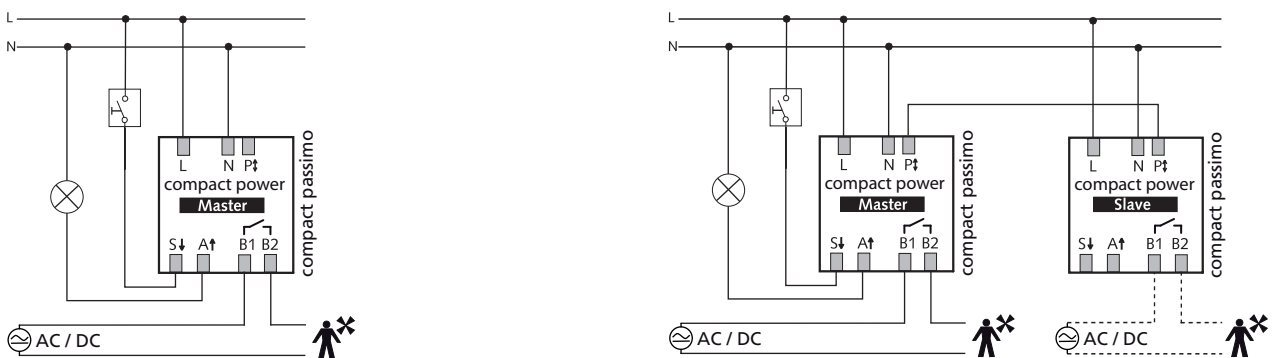 L
N
L N P↕
compact power
Master
S↓ A↑ B1 B2
compact passimo
AC / DC
L
N
L N P↕
compact power
Master
S↓ A↑ B1 B2
compact passimo
AC / DC
L N P↕
compact power
Slave
S↓ A↑ B1 B2
compact passimo
AC / DC